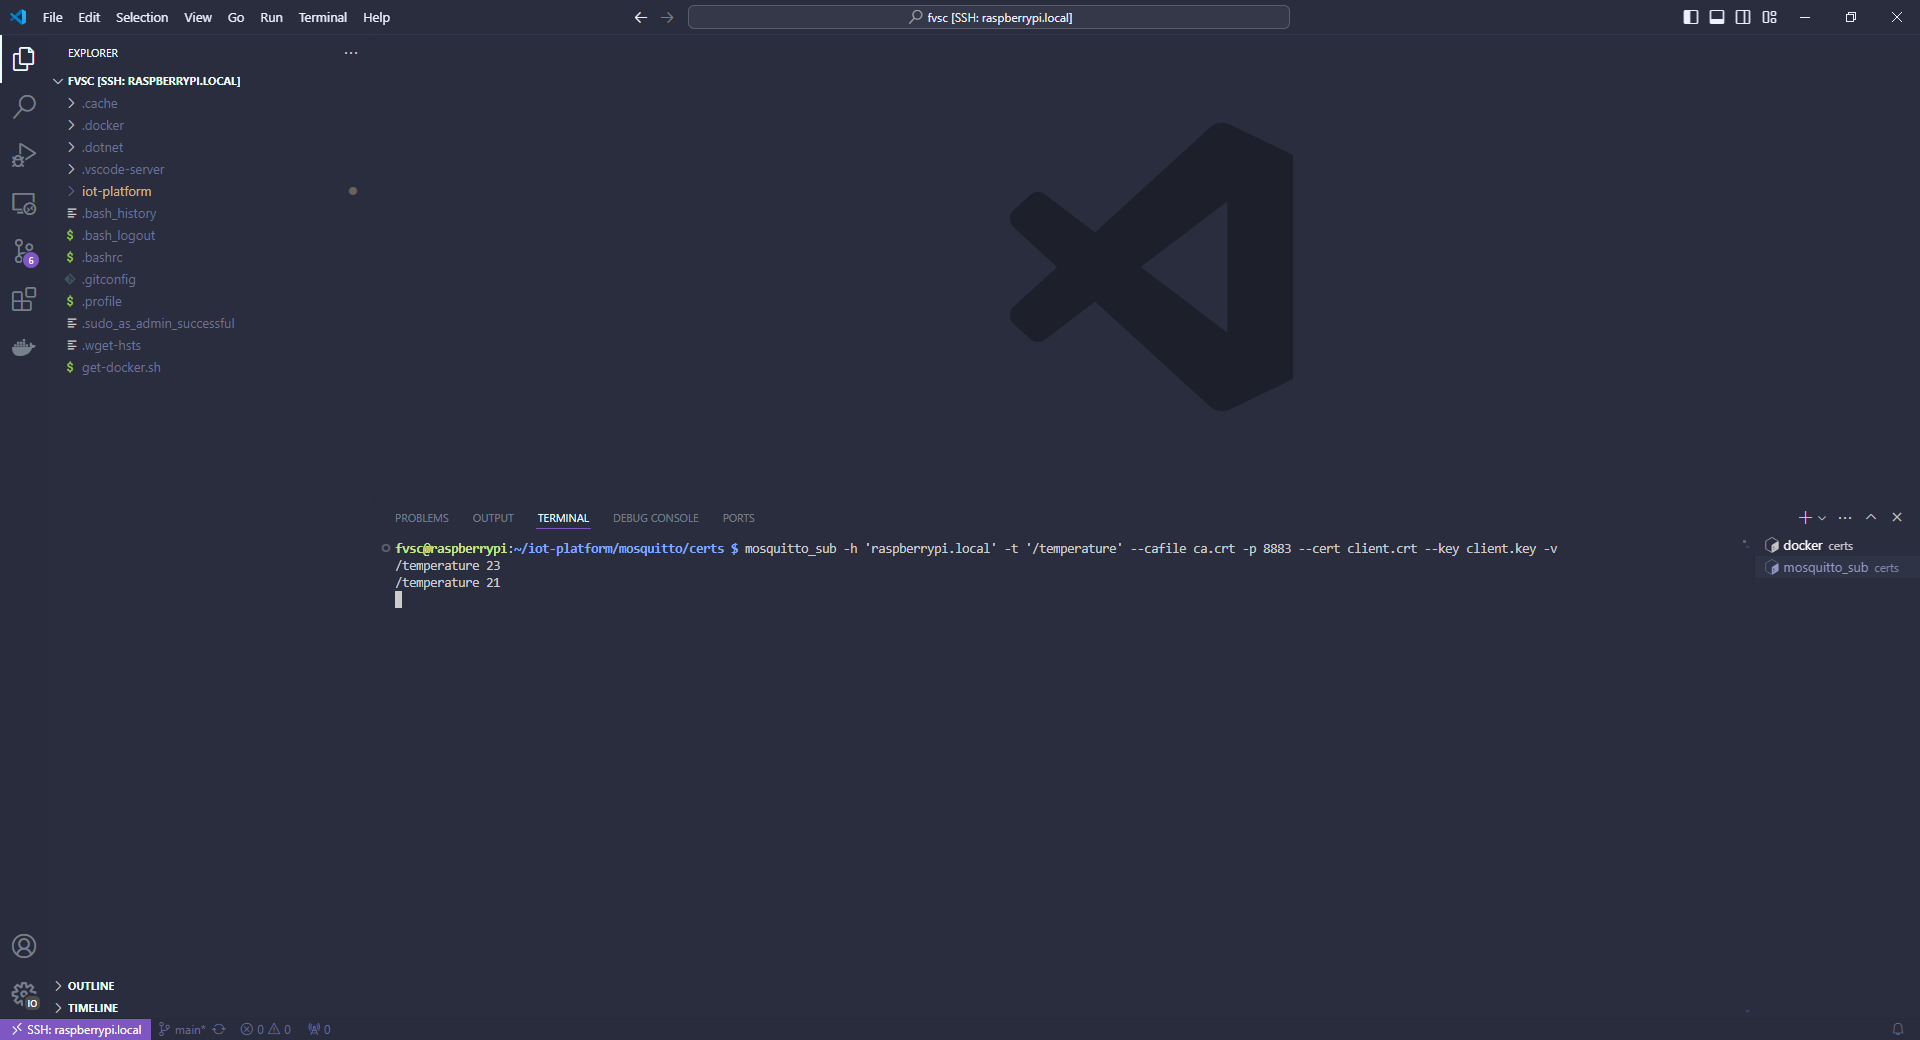 File Edit Selection View Go Run Terminal Help
fvsc [SSH: raspberrypi.local]
EXPLORER
FVSC [SSH: RASPBERRYPI.LOCAL]
.cache
.docker
.dotnet
.vscode-server
iot-platform
.bash_history
$ .bash_logout
$ .bashrc
.gitconfig
$ .profile
.sudo_as_admin_successful
.wget-hsts
$ get-docker.sh
6
PROBLEMS OUTPUT TERMINAL DEBUG CONSOLE PORTS
fvsc@raspberrypi:~/iot-platform/mosquitto/certs $ mosquitto_sub -h 'raspberrypi.local' -t '/temperature' --cafile ca.crt -p 8883 --cert client.crt --key client.key -v
/temperature 23
/temperature 21
docker certs
mosquitto_sub certs
OUTLINE
TIMELINE
IO
SSH: raspberrypi.local main* 0 0 0